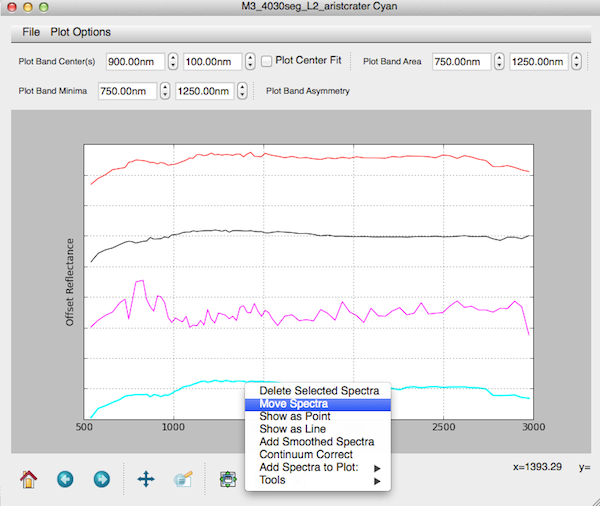 M3_4030seg_L2_aristcrater Cyan
File Plot Options
Plot Band Center(s) 900.00nm 100.00nm Plot Center Fit Plot Band Area 750.00nm 1250.00nm
Plot Band Minima 750.00nm 1250.00nm Plot Band Asymmetry
Offset Reflectance
500 1000 2500 3000
Delete Selected Spectra
Move Spectra
Show as Point
Show as Line
Add Smoothed Spectra
Continuum Correct
Add Spectra to Plot:
Tools
x=1393.29 y=